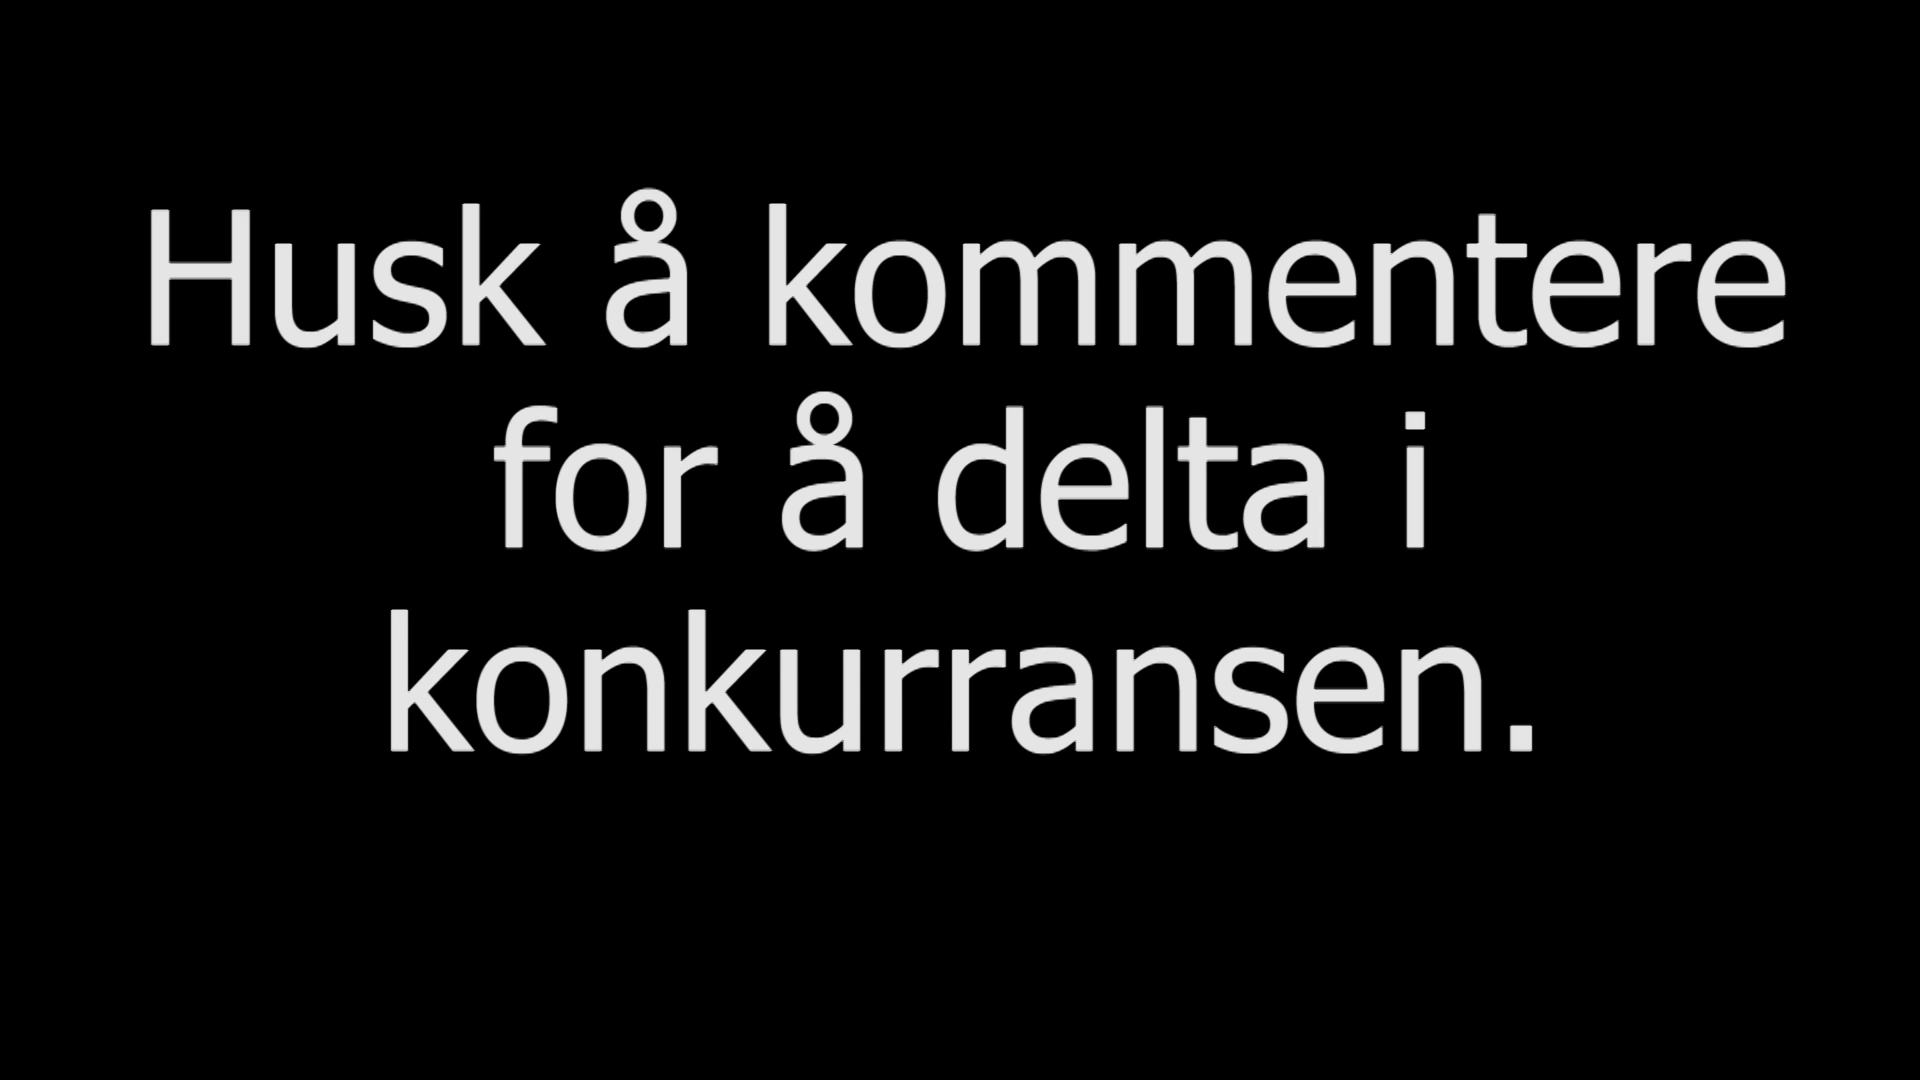 Husk å kommentere
for å delta i
konkurransen.